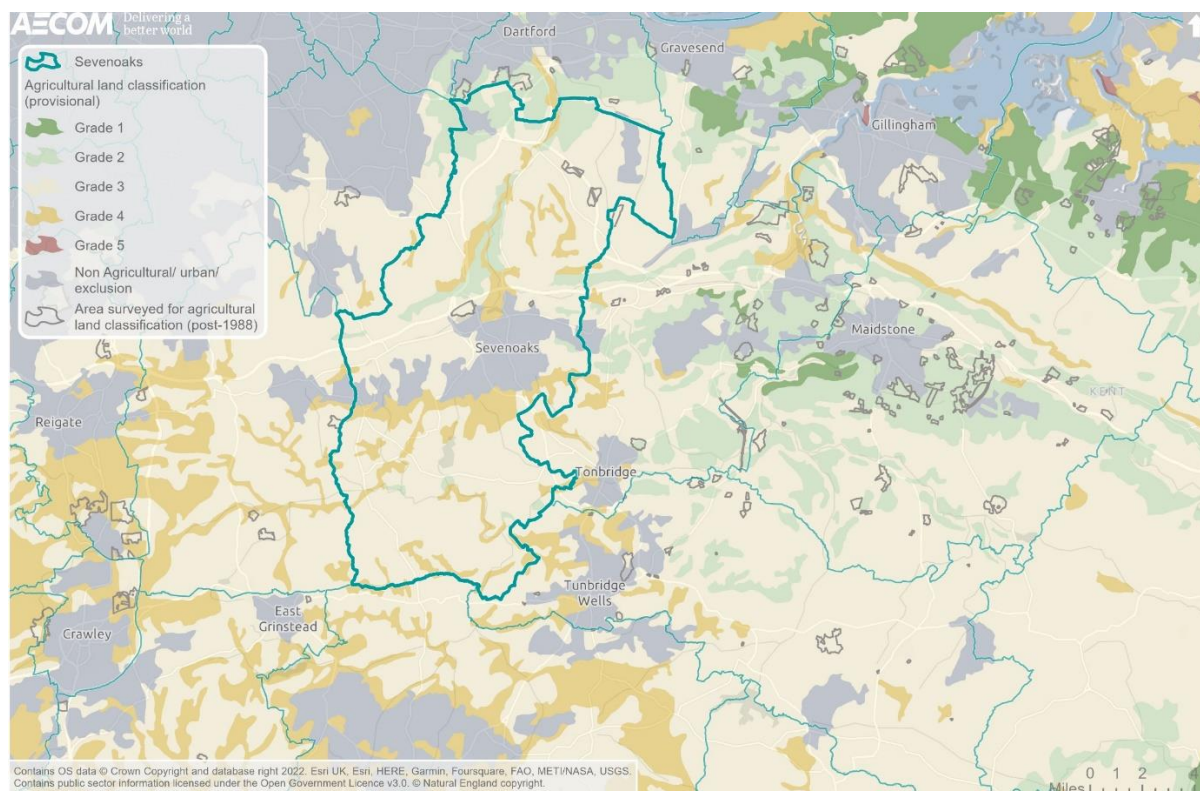 AECOM Delivering a
better world
Sevenoaks
Agricultural land classification
(provisional)
Grade 1
Grade 2
Grade 3
Grade 4
Grade 5
Non Agricultural/ urban/
exclusion
Area surveyed for agricultural
land classification (post-1988)
Dartford
Gravesend
Gillingham
Sevenoaks
Maidstone
KENT
Reigate
Tonbridge
Tunbridge
Wells
East
Grinstead
Crawley
Contains OS data © Crown Copyright and database right 2022. Esri UK, Esri, HERE, Garmin, Foursquare, FAO, METI/NASA, USGS.
Contains public sector information licensed under the Open Government Licence v3.0. © Natural England copyright.
0 1 2 4
Miles